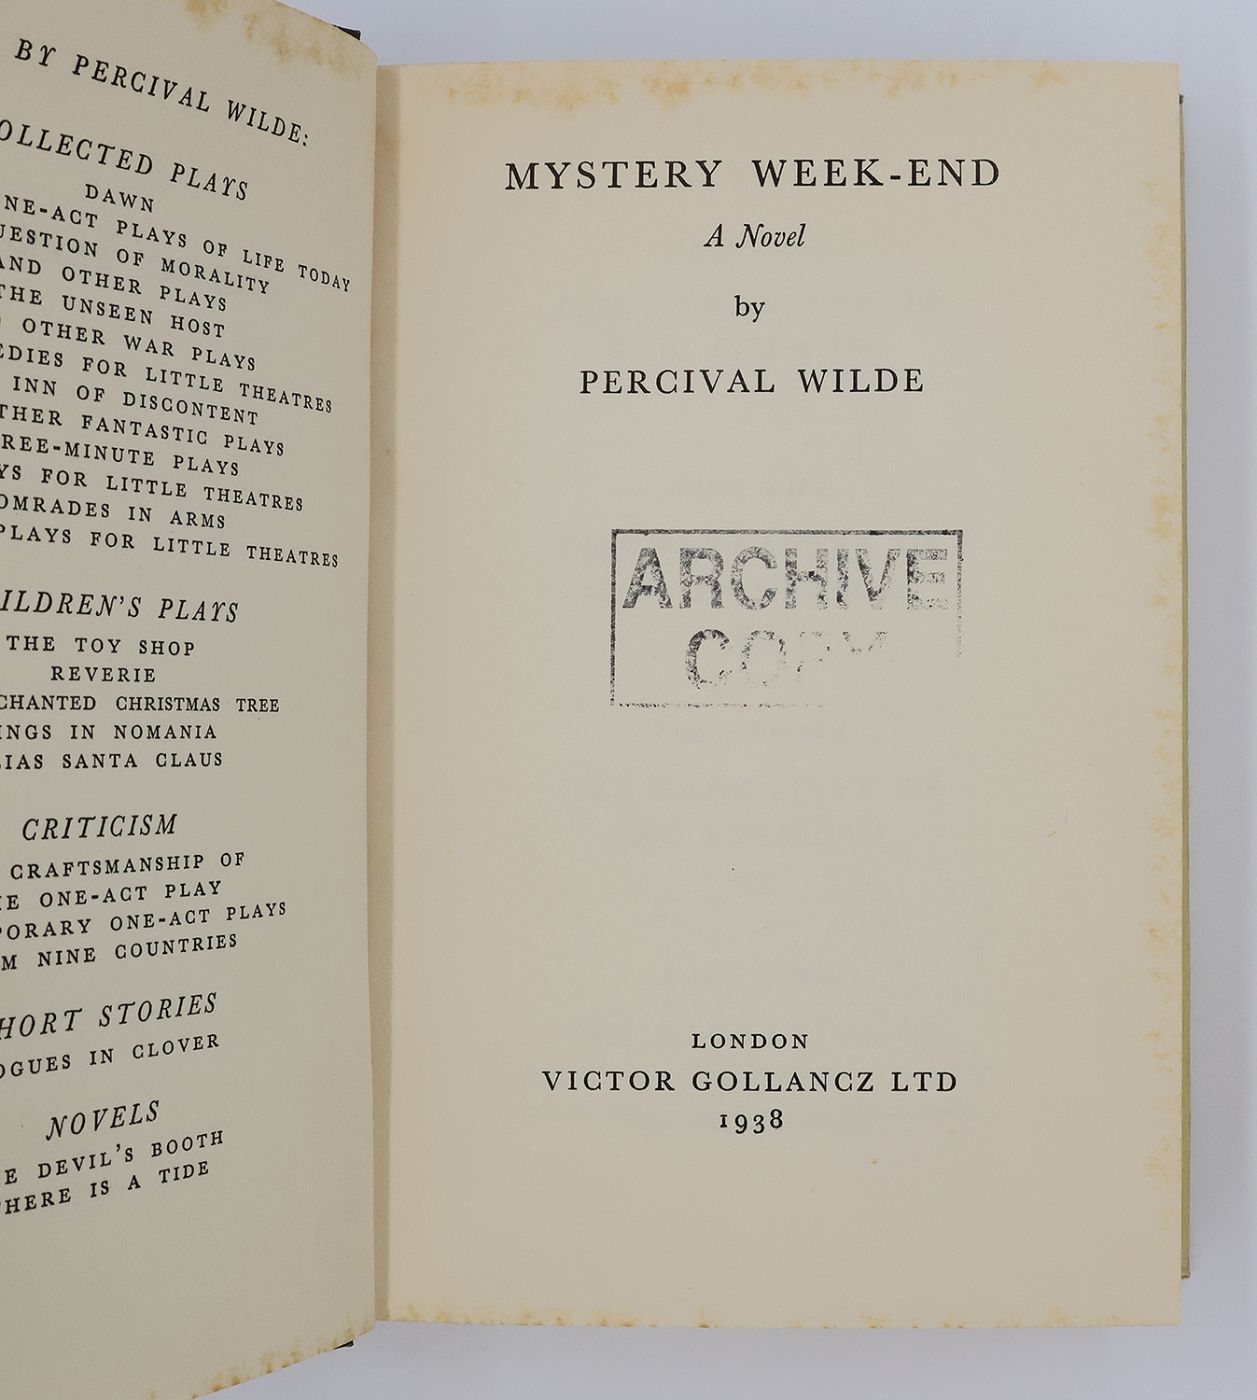 BY PERCIVAL WILDE:
OLLECTED PLAYS
DAWN
NE-ACT PLAYS OF LIFE TODAY
UESTION OF MORALITY
AND OTHER PLAYS
THE UNSEEN HOST
OTHER WAR PLAYS
EDIES FOR LITTLE THEATRES
INN OF DISCONTENT
THER FANTASTIC PLAYS
REE-MINUTE PLAYS
YS FOR LITTLE THEATRES
OMRADES IN ARMS
PLAYS FOR LITTLE THEATRES
ILDREN'S PLAYS
THE TOY SHOP
REVERIE
CHANTED CHRISTMAS TREE
INGS IN NOMANIA
LIAS SANTA CLAUS
CRITICISM
CRAFTSMANSHIP OF
HE ONE-ACT PLAY
PORARY ONE-ACT PLAYS
M NINE COUNTRIES
HORT STORIES
OGUES IN CLOVER
NOVELS
E DEVIL'S BOOTH
THERE IS A TIDE
MYSTERY WEEK-END
A Novel
by
PERCIVAL WILDE
ARCHIVE
COPY
LONDON
VICTOR GOLLANCZ LTD
1938